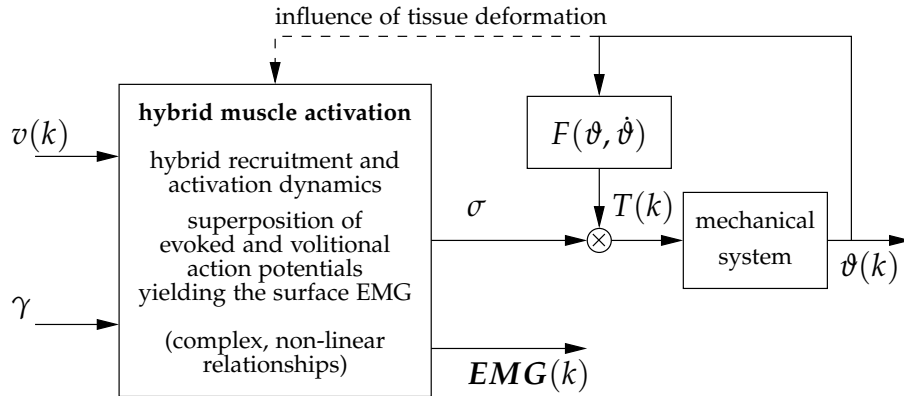 influence of tissue deformation
hybrid muscle activation
v(k)
hybrid recruitment and
activation dynamics
superposition of
evoked and volitional
action potentials
yielding the surface EMG
γ
(complex, non-linear
relationships)
σ
EMG(k)
F(ϑ, ϑ̇)
T(k)
mechanical
system
ϑ(k)